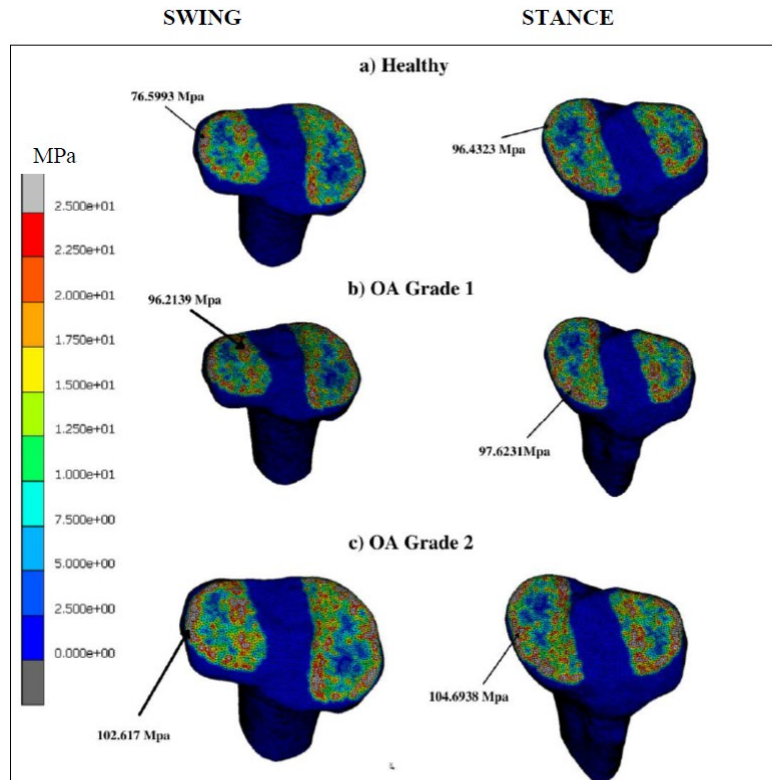 SWING
STANCE
a) Healthy
76.5993 Mpa
96.4323 Mpa
MPa
2.500e+01
2.250e+01
2.000e+01
1.750e+01
1.500e+01
1.250e+01
1.000e+01
7.500e+00
5.000e+00
2.500e+00
0.000e+00
b) OA Grade 1
96.2139 Mpa
97.6231Mpa
c) OA Grade 2
102.617 Mpa
104.6938 Mpa